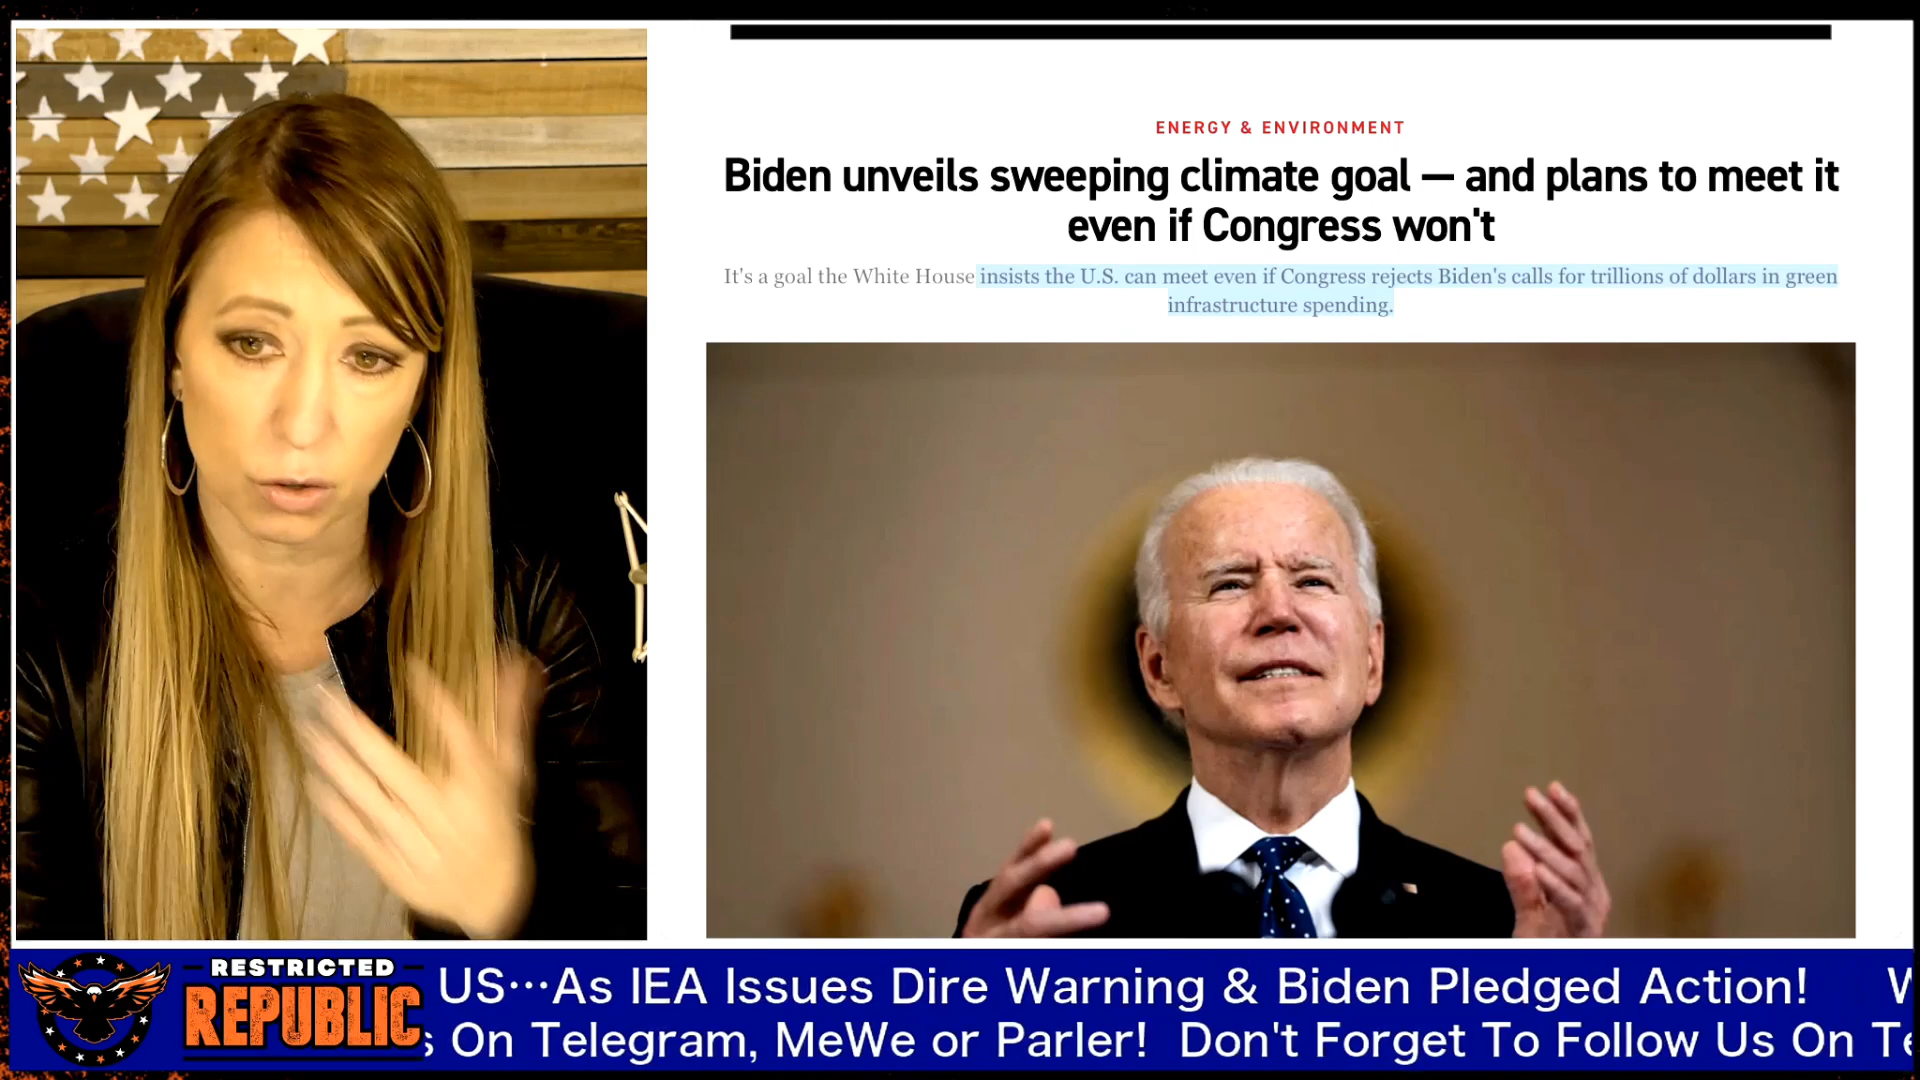 ENERGY & ENVIRONMENT
Biden unveils sweeping climate goal — and plans to meet it
even if Congress won't
It's a goal the White House insists the U.S. can meet even if Congress rejects Biden's calls for trillions of dollars in green
infrastructure spending.
RESTRICTED
REPUBLIC
US···As IEA Issues Dire Warning & Biden Pledged Action!
On Telegram, MeWe or Parler! Don't Forget To Follow Us On